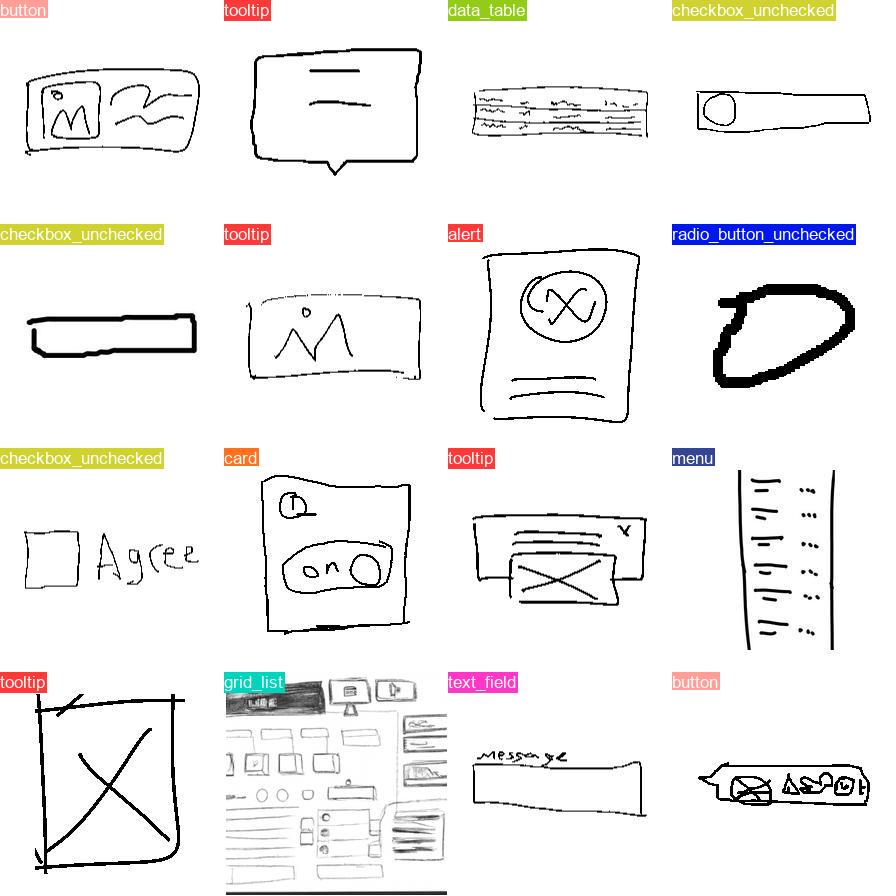 button
tooltip
data_table
checkbox_unchecked
checkbox_unchecked
tooltip
alert
radio_button_unchecked
checkbox_unchecked
card
tooltip
menu
Agree
on
tooltip
grid_list
text_field
button
Message